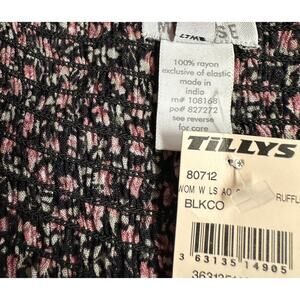 100% rayon
exclusive of elastic
made in
india
m# 108168
po# 827272
see reverse
for care
TILLYS
80712
WOM W LS AO RUFFL
BLKCO
3 63135 14905